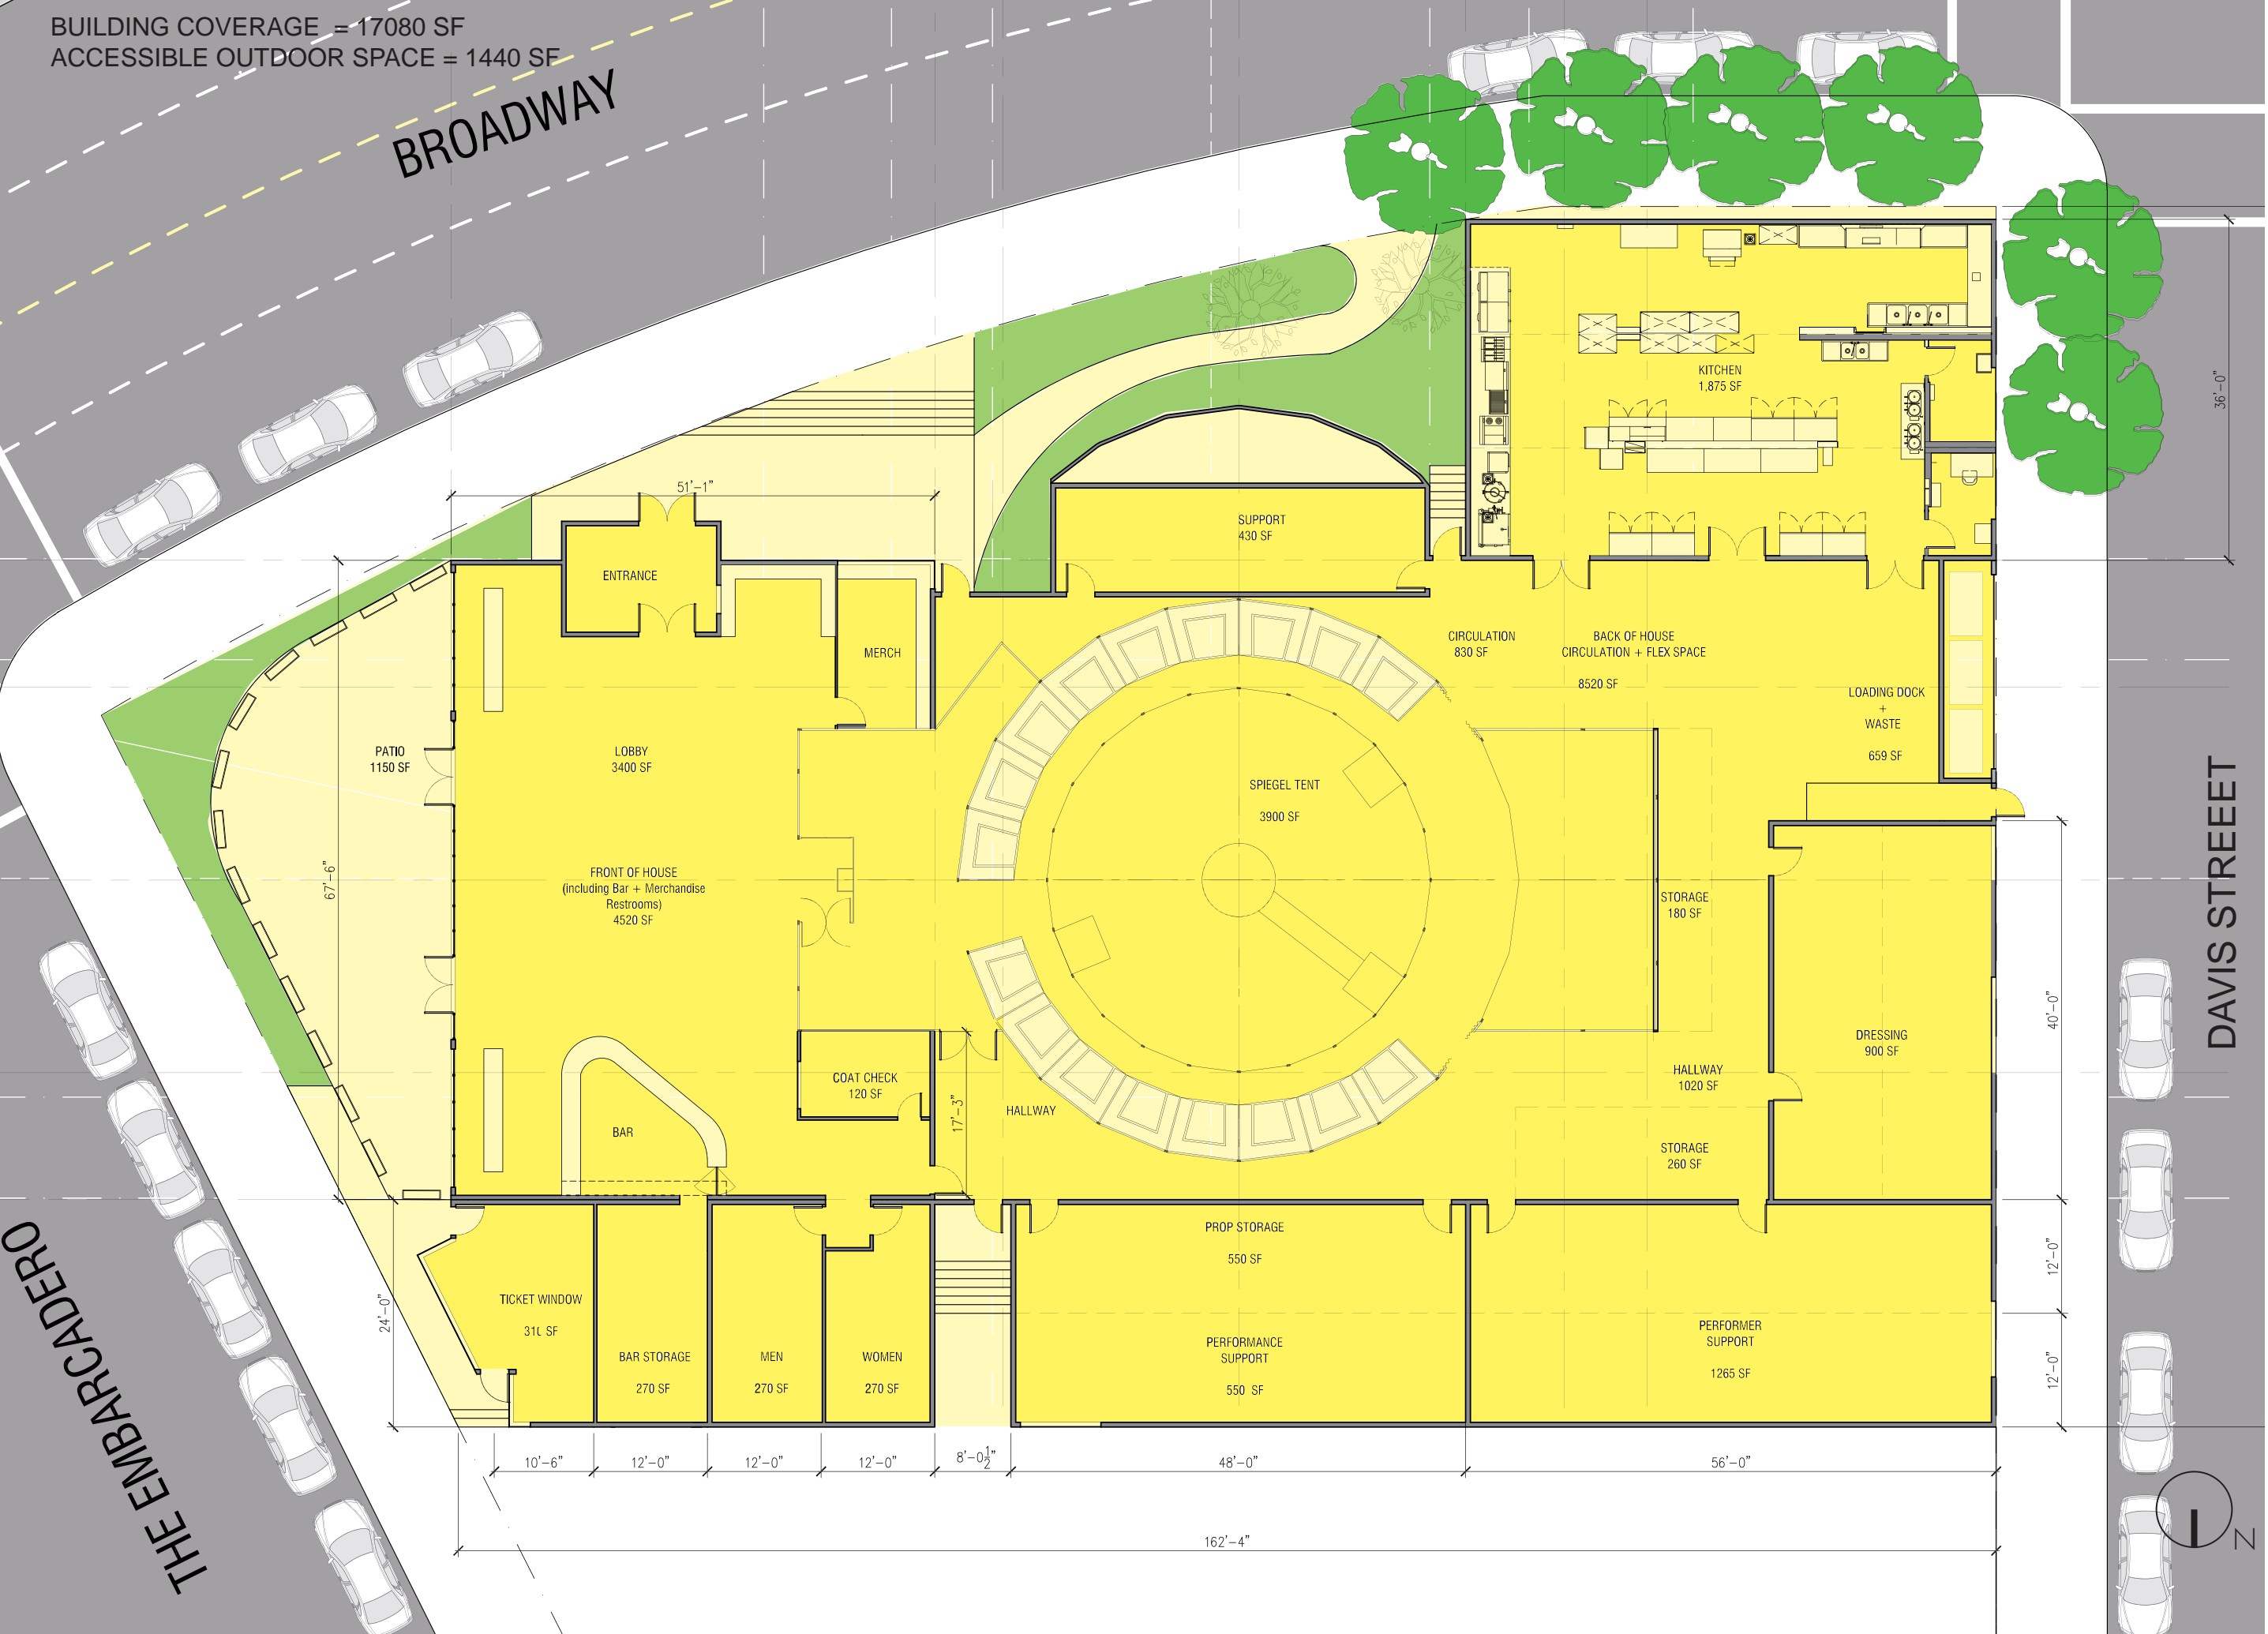 BUILDING COVERAGE = 17080 SF
ACCESSIBLE OUTDOOR SPACE = 1440 SF
BROADWAY
36'-0"
KITCHEN
1,875 SF
51'-1"
SUPPORT
430 SF
ENTRANCE
MERCH
CIRCULATION
830 SF
BACK OF HOUSE
CIRCULATION + FLEX SPACE
8520 SF
LOADING DOCK
+
WASTE
659 SF
PATIO
1150 SF
LOBBY
3400 SF
SPIEGEL TENT
3900 SF
67'-6"
FRONT OF HOUSE
(including Bar + Merchandise
Restrooms)
4520 SF
STORAGE
180 SF
DAVIS STREEET
40'-0"
DRESSING
900 SF
COAT CHECK
120 SF
17'-3"
HALLWAY
HALLWAY
1020 SF
BAR
STORAGE
260 SF
THE EMBARCADERO
24'-0"
TICKET WINDOW
SF
BAR STORAGE
270 SF
MEN
270 SF
WOMEN
270 SF
PROP STORAGE
550 SF
PERFORMANCE
SUPPORT
550 SF
PERFORMER
SUPPORT
1265 SF
12'-0"
12'-0"
10'-6"
12'-0"
12'-0"
12'-0"
8'-0½"
48'-0"
56'-0"
162'-4"
N